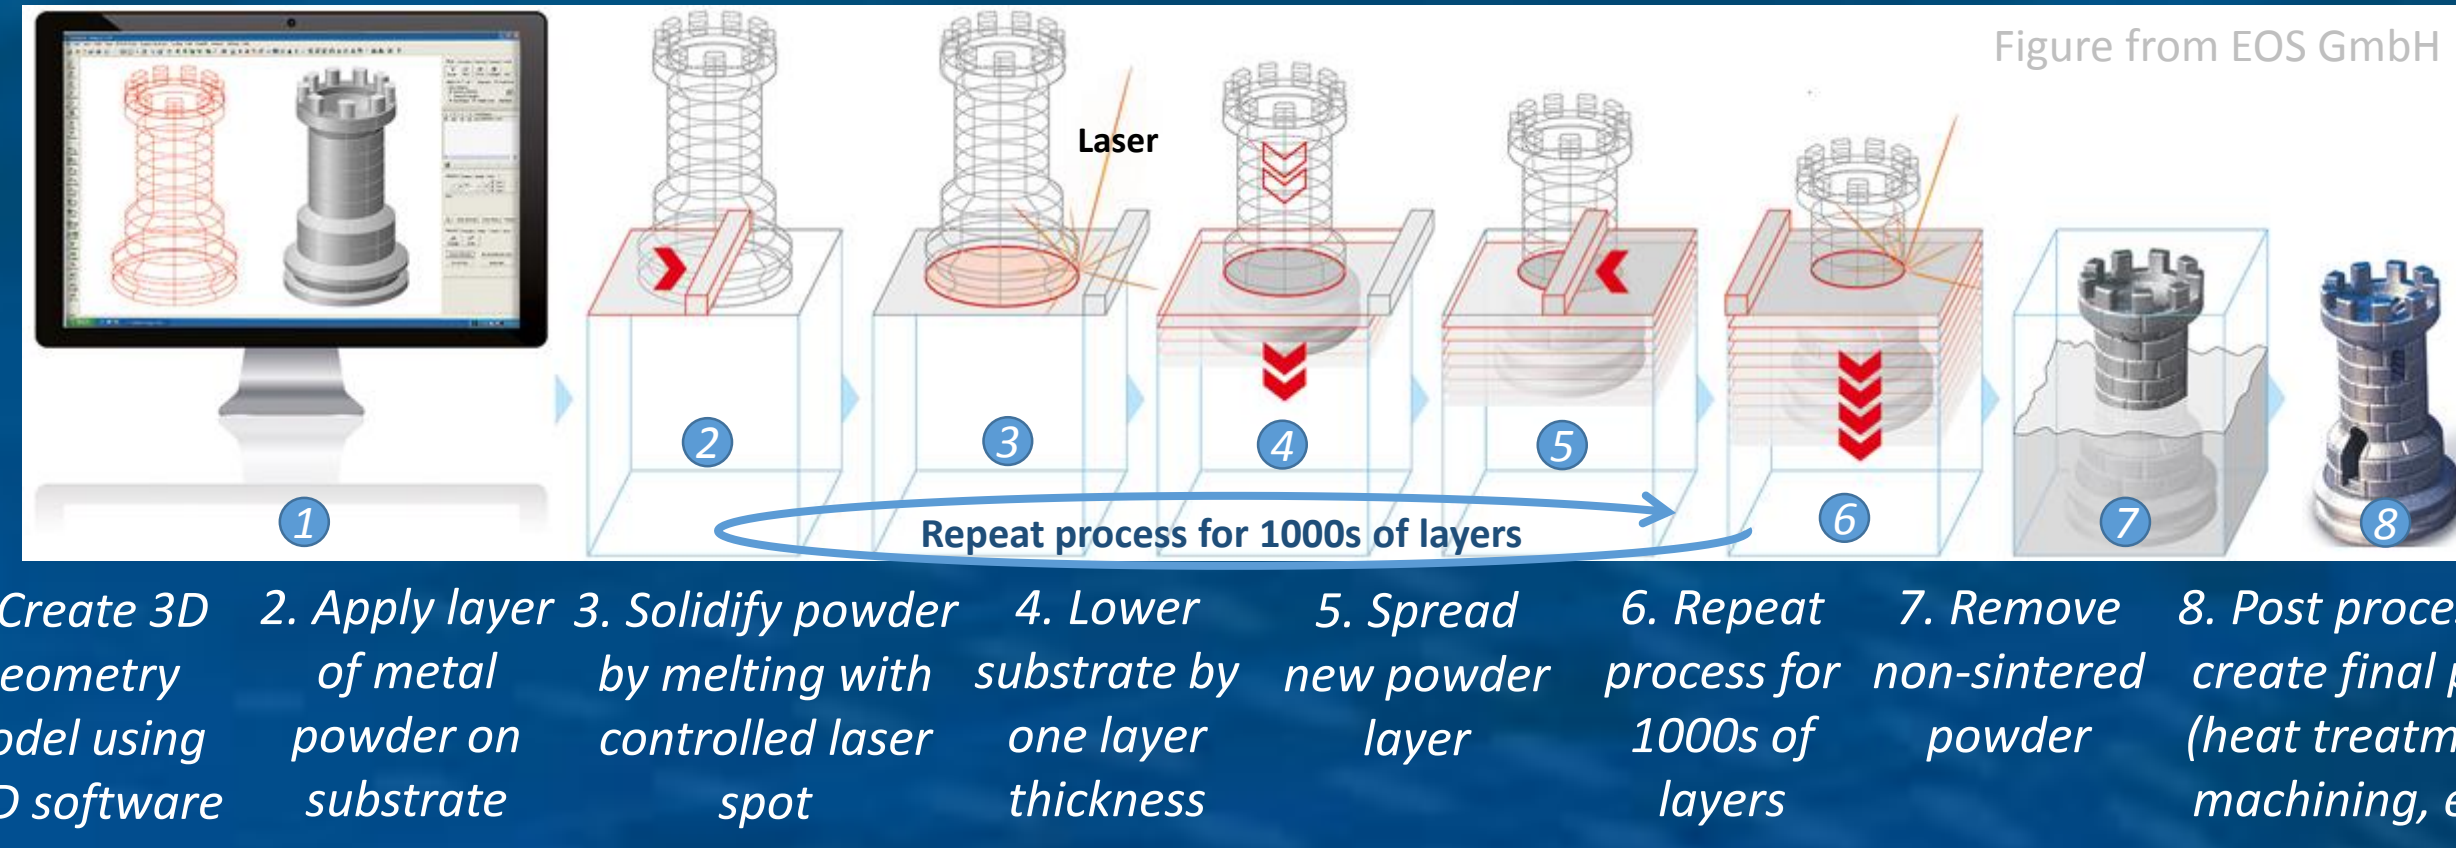 Figure from EOS GmbH
Laser
2
3
4
5
6
7
8
1
Repeat process for 1000s of layers
Create 3D
eometry
odel using
D software
2. Apply layer
of metal
powder on
substrate
3. Solidify powder
by melting with
controlled laser
spot
4. Lower
substrate by
one layer
thickness
5. Spread
new powder
layer
6. Repeat
process for
1000s of
layers
7. Remove
non-sintered
powder
8. Post proce
create final
(heat treatm
machining,